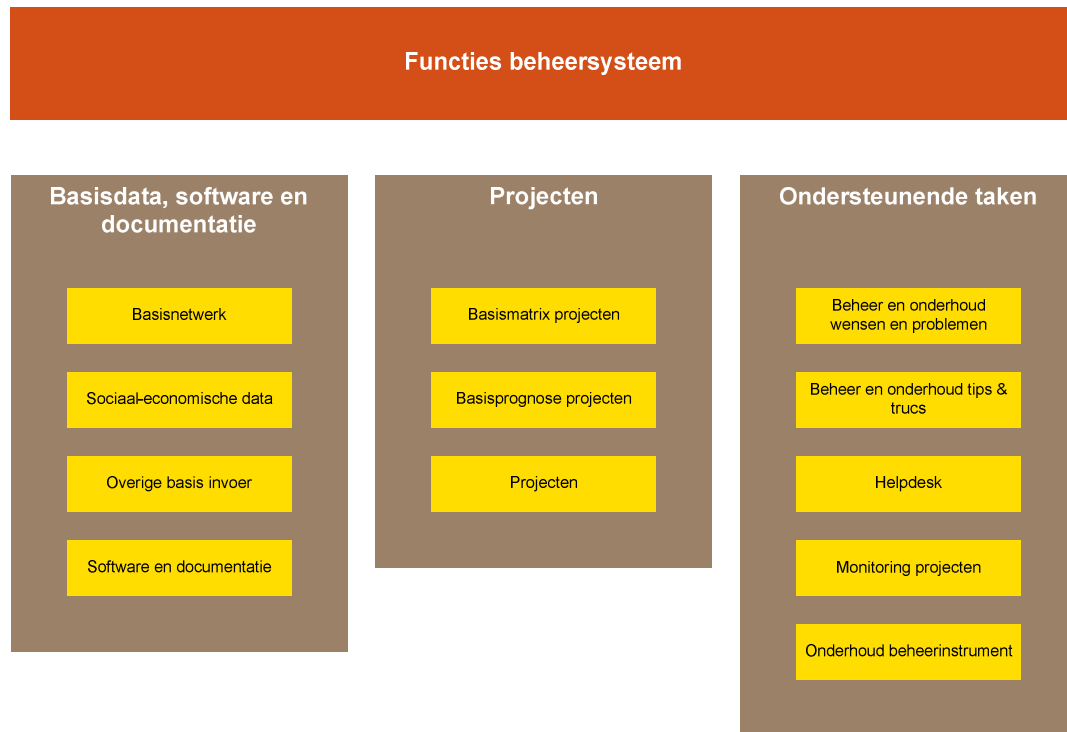 Functies beheersysteem
Basisdata, software en
documentatie
Basisnetwerk
Sociaal-economische data
Overige basis invoer
Software en documentatie
Projecten
Basismatrix projecten
Basisprognose projecten
Projecten
Ondersteunende taken
Beheer en onderhoud
wensen en problemen
Beheer en onderhoud tips &
trucs
Helpdesk
Monitoring projecten
Onderhoud beheerinstrument